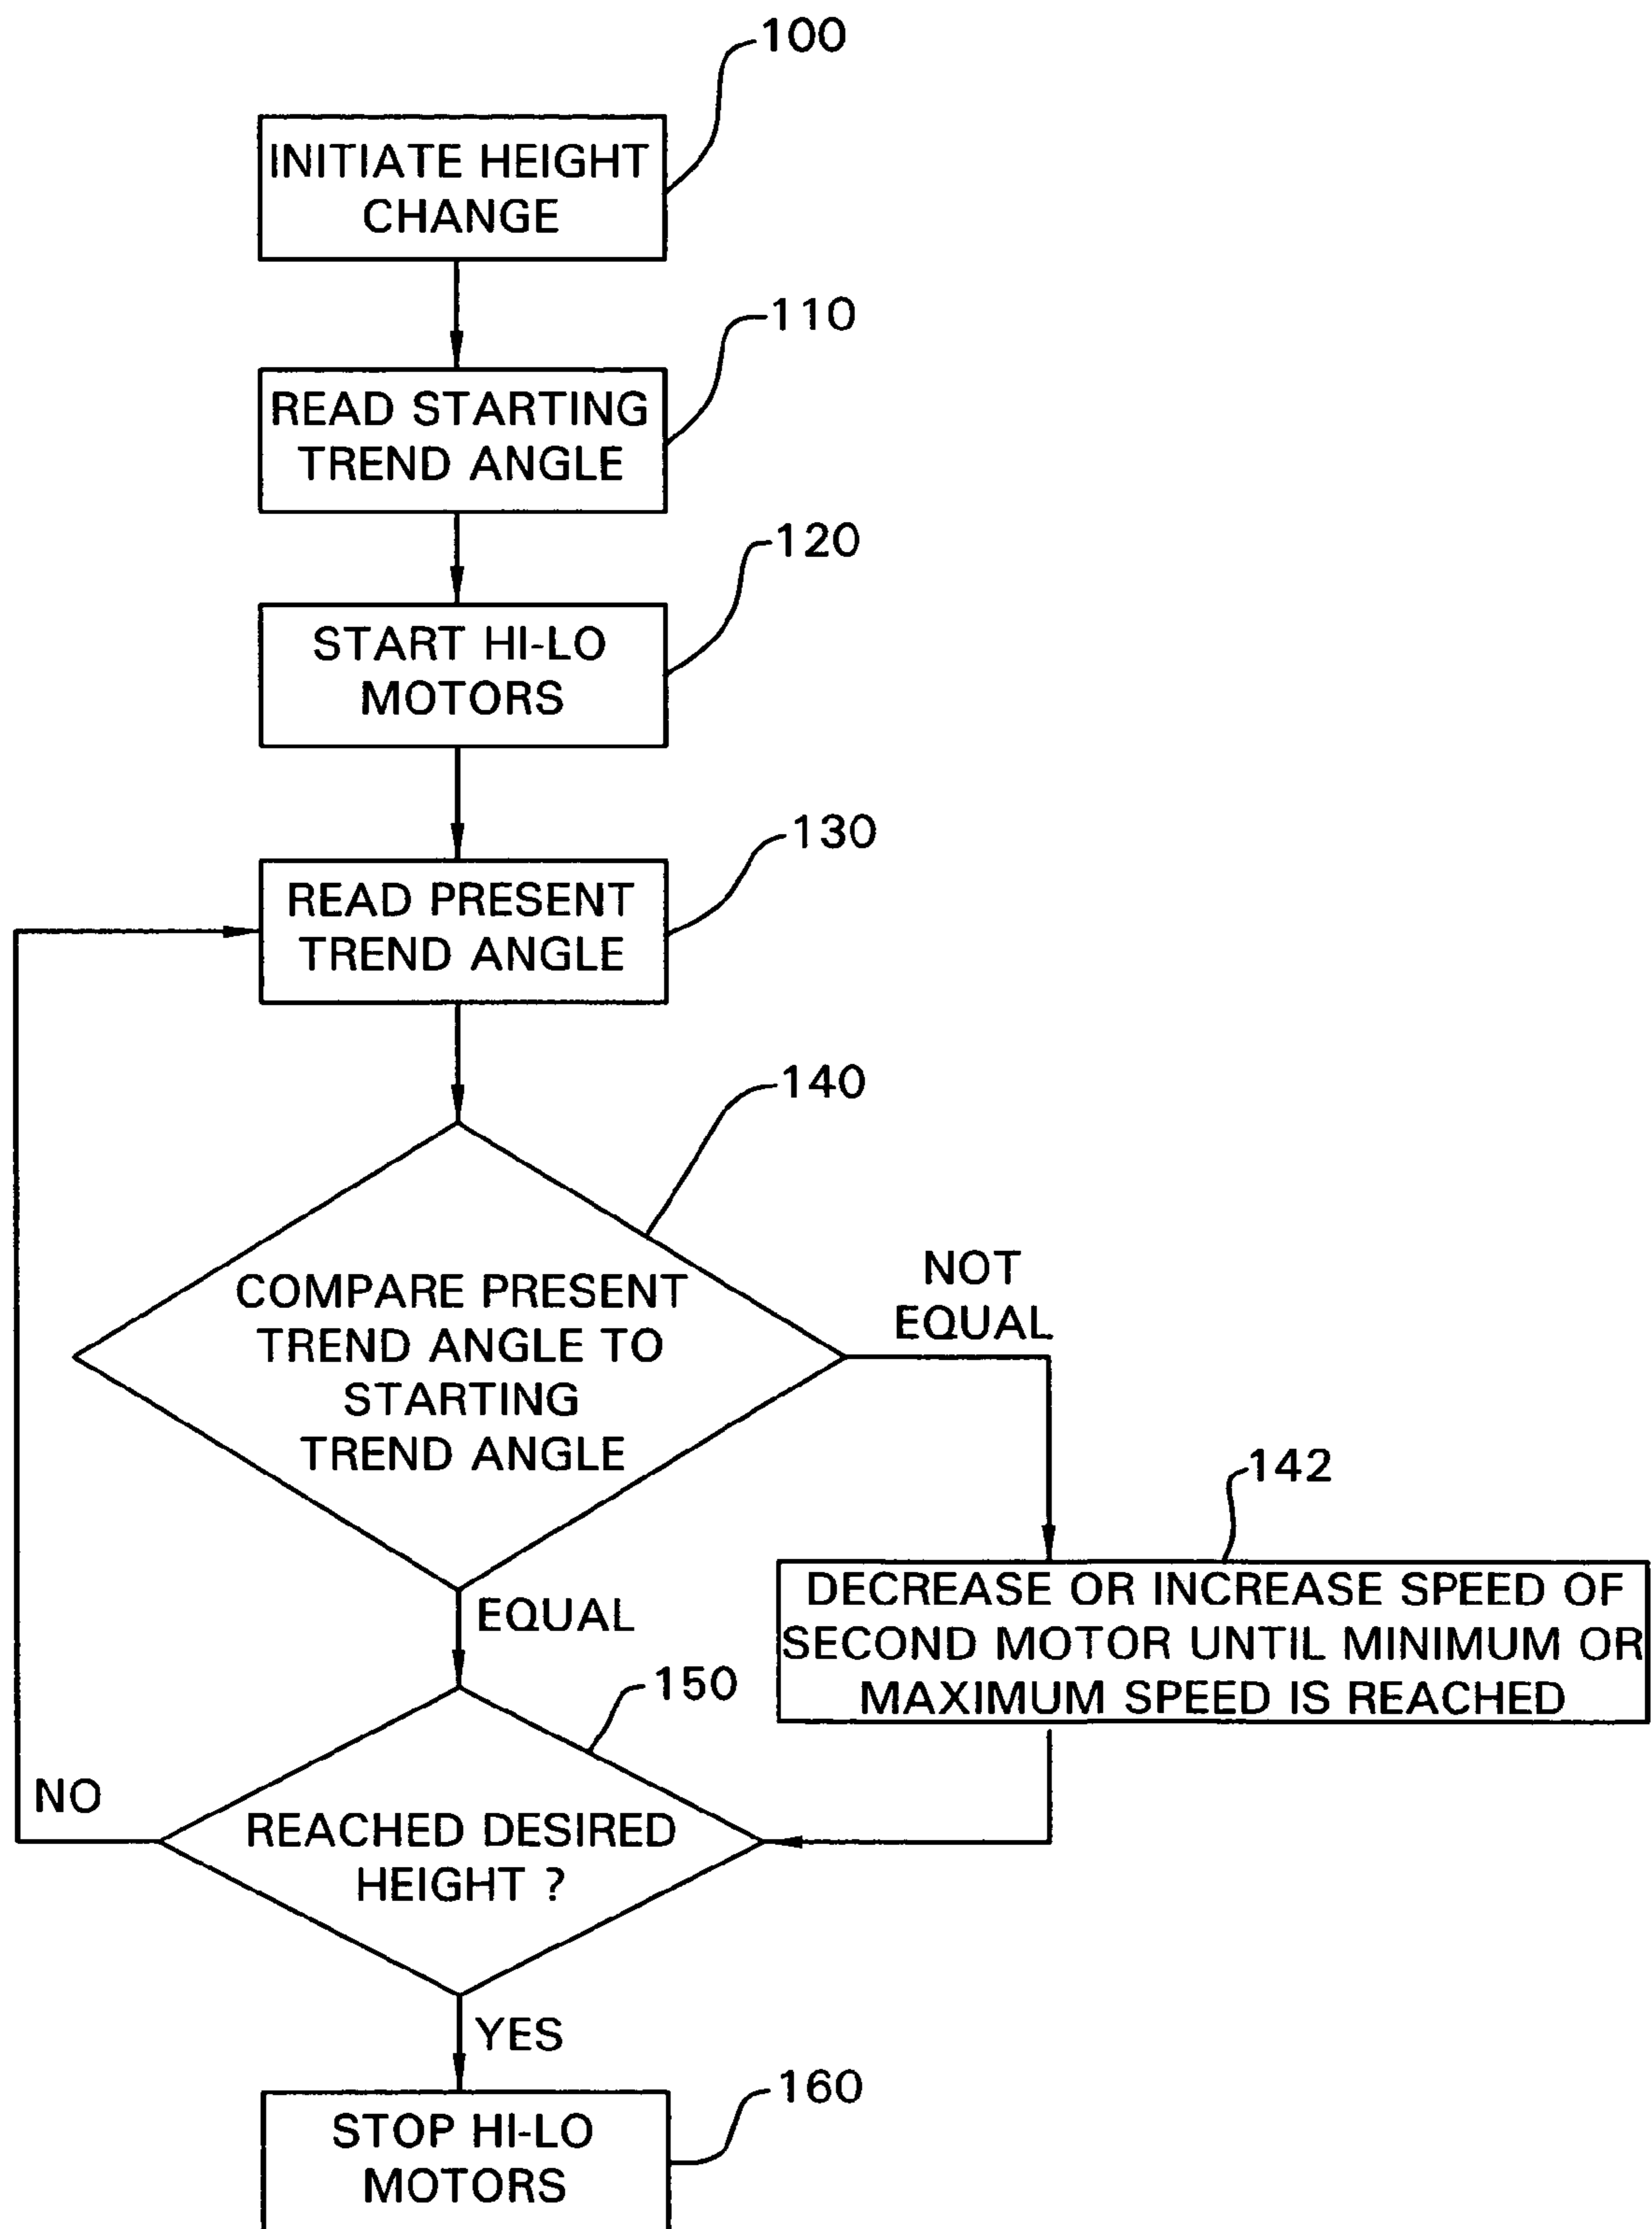 100
INITIATE HEIGHT
CHANGE
110
READ STARTING
TREND ANGLE
120
START HI-LO
MOTORS
130
READ PRESENT
TREND ANGLE
140
COMPARE PRESENT
TREND ANGLE TO
STARTING
TREND ANGLE
NOT
EQUAL
142
DECREASE OR INCREASE SPEED OF
SECOND MOTOR UNTIL MINIMUM OR
MAXIMUM SPEED IS REACHED
EQUAL
150
REACHED DESIRED
HEIGHT ?
NO
YES
160
STOP HI-LO
MOTORS